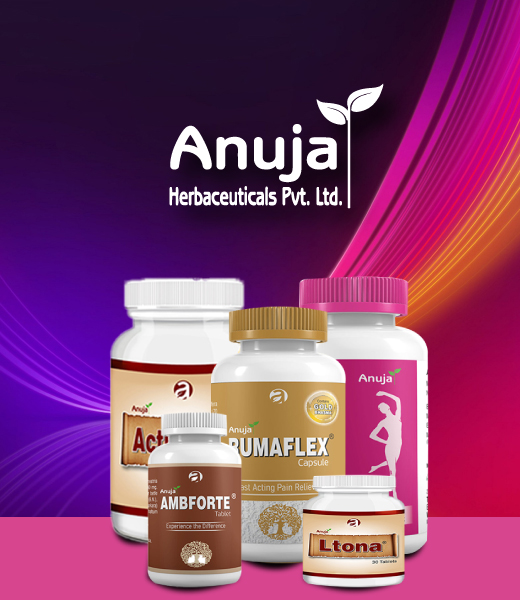 Anuja
Herbaceuticals Pvt. Ltd.
Anuja
Anuja
Anuja
RUMAFLEX®
Capsule
Fast Acting Pain Relief
Anuja
AMBFORTE®
Tablet
Experience the Difference
Anuja
Ltona®
30 Tablets